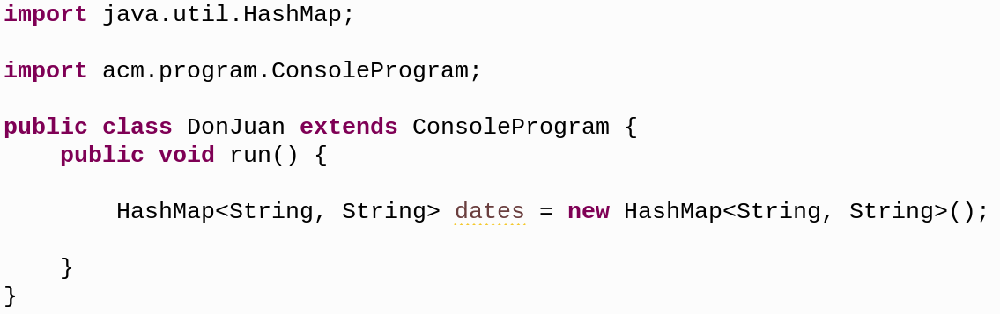 import java.util.HashMap;
import acm.program.ConsoleProgram;
public class DonJuan extends ConsoleProgram {
public void run() {
HashMap<String, String> dates = new HashMap<String, String>();
}
}